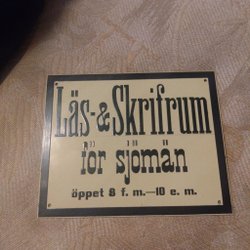 Läs-& Skrifrum
för sjömän
öppet 8 f. m.—10 e. m.